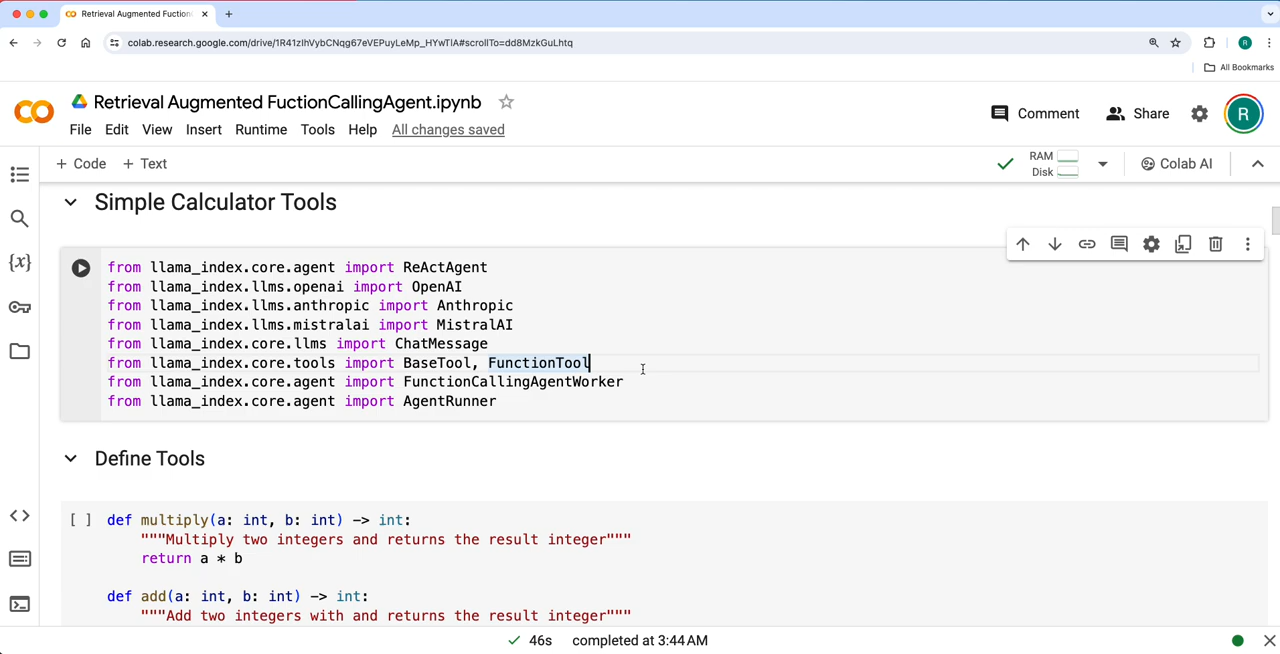 Retrieval Augmented Fuction
colab.research.google.com/drive/1R41zIhVybCNqg67eVEPuyLeMp_HYwTlA#scrollTo=dd8MzkGuLhtq
R
All Bookmarks
Retrieval Augmented FuctionCallingAgent.ipynb
Comment
Share
R
File Edit View Insert Runtime Tools Help All changes saved
+ Code + Text
RAM
Disk
Colab AI
Simple Calculator Tools
from llama_index.core.agent import ReActAgent
from llama_index.llms.openai import OpenAI
from llama_index.llms.anthropic import Anthropic
from llama_index.llms.mistralai import MistralAI
from llama_index.core.llms import ChatMessage
from llama_index.core.tools import BaseTool, FunctionTool
from llama_index.core.agent import FunctionCallingAgentWorker
from llama_index.core.agent import AgentRunner
Define Tools
[ ] def multiply(a: int, b: int) -> int:
"""Multiply two integers and returns the result integer"""
return a * b
def add(a: int, b: int) -> int:
"""Add two integers with and returns the result integer"""
46s completed at 3:44 AM